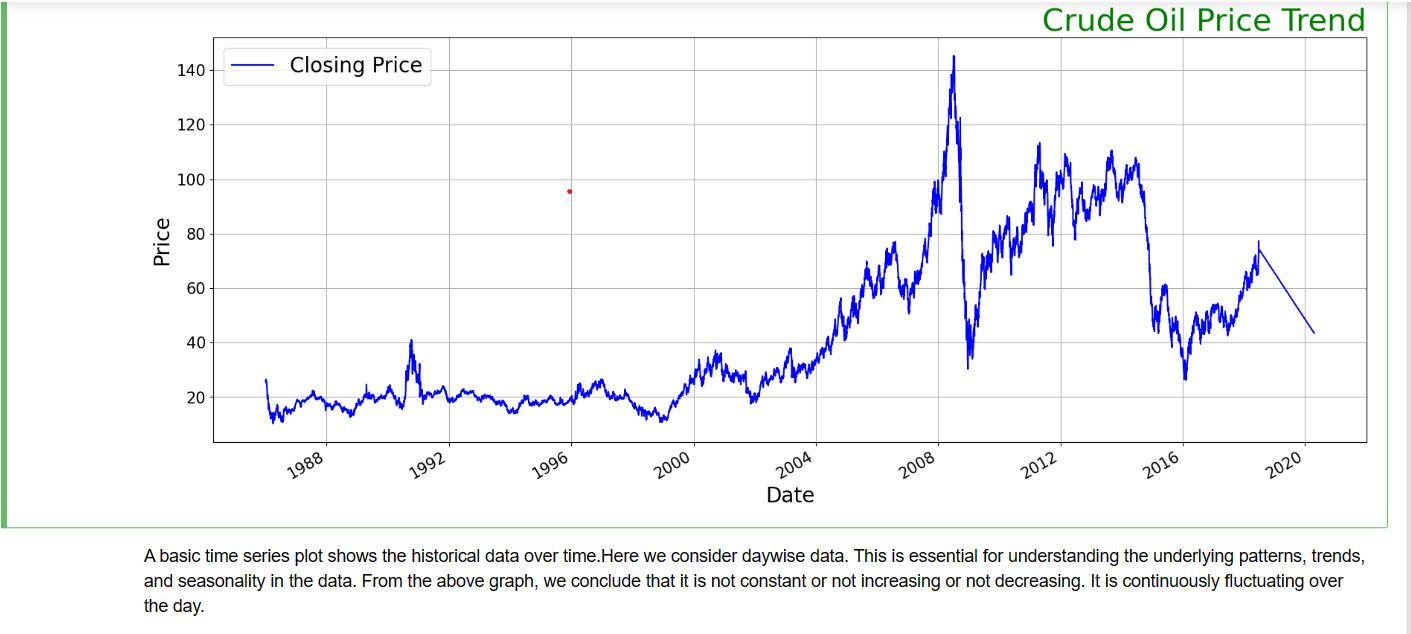 Crude Oil Price Trend
Closing Price
140
120
100
80
60
40
20
Price
1988
1992
1996
2000
2004
2008
2012
2016
2020
Date
A basic time series plot shows the historical data over time.Here we consider daywise data. This is essential for understanding the underlying patterns, trends,
and seasonality in the data. From the above graph, we conclude that it is not constant or not increasing or not decreasing. It is continuously fluctuating over
the day.